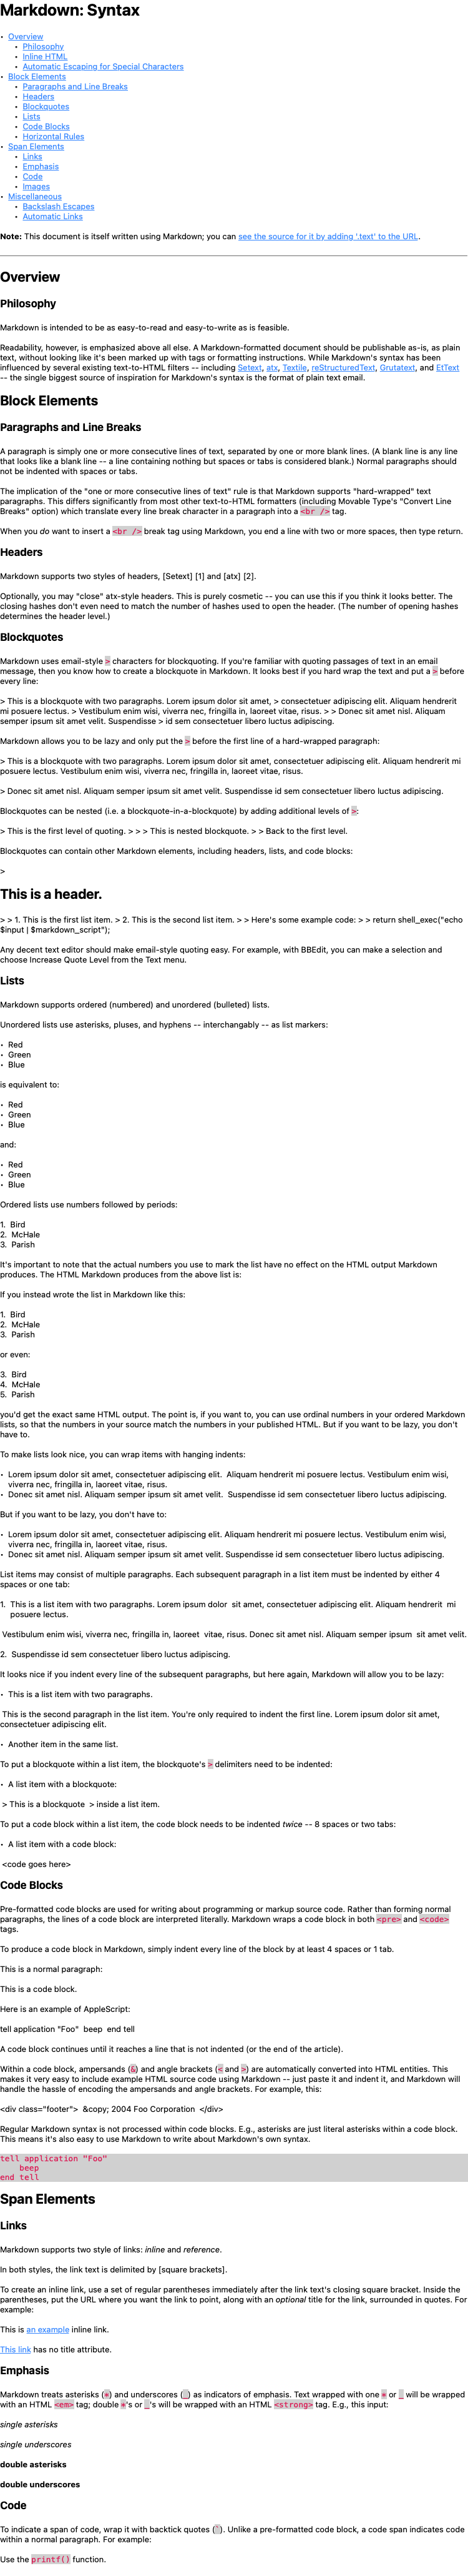 Markdown: Syntax
• Overview
• Philosophy
• Inline HTML
• Automatic Escaping for Special Characters
• Block Elements
• Paragraphs and Line Breaks
• Headers
• Blockquotes
• Lists
• Code Blocks
• Horizontal Rules
• Span Elements
• Links
• Emphasis
• Code
• Images
• Miscellaneous
• Backslash Escapes
• Automatic Links
Note: This document is itself written using Markdown; you can see the source for it by adding '.text' to the URL.
Overview
Philosophy
Markdown is intended to be as easy-to-read and easy-to-write as is feasible.
Readability, however, is emphasized above all else. A Markdown-formatted document should be publishable as-is, as plain
text, without looking like it's been marked up with tags or formatting instructions. While Markdown's syntax has been
influenced by several existing text-to-HTML filters -- including Setext, atx, Textile, reStructuredText, Grutatext, and EtText
-- the single biggest source of inspiration for Markdown's syntax is the format of plain text email.
Block Elements
Paragraphs and Line Breaks
A paragraph is simply one or more consecutive lines of text, separated by one or more blank lines. (A blank line is any line
that looks like a blank line -- a line containing nothing but spaces or tabs is considered blank.) Normal paragraphs should
not be indented with spaces or tabs.
The implication of the "one or more consecutive lines of text" rule is that Markdown supports "hard-wrapped" text
paragraphs. This differs significantly from most other text-to-HTML formatters (including Movable Type's "Convert Line
Breaks" option) which translate every line break character in a paragraph into a <br /> tag.
When you do want to insert a <br /> break tag using Markdown, you end a line with two or more spaces, then type return.
Headers
Markdown supports two styles of headers, [Setext] [1] and [atx] [2].
Optionally, you may "close" atx-style headers. This is purely cosmetic -- you can use this if you think it looks better. The
closing hashes don't even need to match the number of hashes used to open the header. (The number of opening hashes
determines the header level.)
Blockquotes
Markdown uses email-style > characters for blockquoting. If you're familiar with quoting passages of text in an email
message, then you know how to create a blockquote in Markdown. It looks best if you hard wrap the text and put a > before
every line:
> This is a blockquote with two paragraphs. Lorem ipsum dolor sit amet, > consectetuer adipiscing elit. Aliquam hendrerit
mi posuere lectus. > Vestibulum enim wisi, viverra nec, fringilla in, laoreet vitae, risus. > > Donec sit amet nisl. Aliquam
semper ipsum sit amet velit. Suspendisse > id sem consectetuer libero luctus adipiscing.
Markdown allows you to be lazy and only put the > before the first line of a hard-wrapped paragraph:
> This is a blockquote with two paragraphs. Lorem ipsum dolor sit amet, consectetuer adipiscing elit. Aliquam hendrerit mi
posuere lectus. Vestibulum enim wisi, viverra nec, fringilla in, laoreet vitae, risus.
> Donec sit amet nisl. Aliquam semper ipsum sit amet velit. Suspendisse id sem consectetuer libero luctus adipiscing.
Blockquotes can be nested (i.e. a blockquote-in-a-blockquote) by adding additional levels of >:
> This is the first level of quoting. > > > This is nested blockquote. > > Back to the first level.
Blockquotes can contain other Markdown elements, including headers, lists, and code blocks:
>
This is a header.
> > 1. This is the first list item. > 2. This is the second list item. > > Here's some example code: > > return shell_exec("echo
$input | $markdown_script");
Any decent text editor should make email-style quoting easy. For example, with BBEdit, you can make a selection and
choose Increase Quote Level from the Text menu.
Lists
Markdown supports ordered (numbered) and unordered (bulleted) lists.
Unordered lists use asterisks, pluses, and hyphens -- interchangably -- as list markers:
• Red
• Green
• Blue
is equivalent to:
• Red
• Green
• Blue
and:
• Red
• Green
• Blue
Ordered lists use numbers followed by periods:
1. Bird
2. McHale
3. Parish
It's important to note that the actual numbers you use to mark the list have no effect on the HTML output Markdown
produces. The HTML Markdown produces from the above list is:
If you instead wrote the list in Markdown like this:
1. Bird
2. McHale
3. Parish
or even:
3. Bird
4. McHale
5. Parish
you'd get the exact same HTML output. The point is, if you want to, you can use ordinal numbers in your ordered Markdown
lists, so that the numbers in your source match the numbers in your published HTML. But if you want to be lazy, you don't
have to.
To make lists look nice, you can wrap items with hanging indents:
• Lorem ipsum dolor sit amet, consectetuer adipiscing elit. Aliquam hendrerit mi posuere lectus. Vestibulum enim wisi,
viverra nec, fringilla in, laoreet vitae, risus.
• Donec sit amet nisl. Aliquam semper ipsum sit amet velit. Suspendisse id sem consectetuer libero luctus adipiscing.
But if you want to be lazy, you don't have to:
• Lorem ipsum dolor sit amet, consectetuer adipiscing elit. Aliquam hendrerit mi posuere lectus. Vestibulum enim wisi,
viverra nec, fringilla in, laoreet vitae, risus.
• Donec sit amet nisl. Aliquam semper ipsum sit amet velit. Suspendisse id sem consectetuer libero luctus adipiscing.
List items may consist of multiple paragraphs. Each subsequent paragraph in a list item must be indented by either 4
spaces or one tab:
1. This is a list item with two paragraphs. Lorem ipsum dolor sit amet, consectetuer adipiscing elit. Aliquam hendrerit mi
posuere lectus.
Vestibulum enim wisi, viverra nec, fringilla in, laoreet vitae, risus. Donec sit amet nisl. Aliquam semper ipsum sit amet velit.
2. Suspendisse id sem consectetuer libero luctus adipiscing.
It looks nice if you indent every line of the subsequent paragraphs, but here again, Markdown will allow you to be lazy:
• This is a list item with two paragraphs.
This is the second paragraph in the list item. You're only required to indent the first line. Lorem ipsum dolor sit amet,
consectetuer adipiscing elit.
• Another item in the same list.
To put a blockquote within a list item, the blockquote's > delimiters need to be indented:
• A list item with a blockquote:
> This is a blockquote > inside a list item.
To put a code block within a list item, the code block needs to be indented twice -- 8 spaces or two tabs:
• A list item with a code block:
<code goes here>
Code Blocks
Pre-formatted code blocks are used for writing about programming or markup source code. Rather than forming normal
paragraphs, the lines of a code block are interpreted literally. Markdown wraps a code block in both <pre> and <code>
tags.
To produce a code block in Markdown, simply indent every line of the block by at least 4 spaces or 1 tab.
This is a normal paragraph:
This is a code block.
Here is an example of AppleScript:
tell application "Foo" beep end tell
A code block continues until it reaches a line that is not indented (or the end of the article).
Within a code block, ampersands (&) and angle brackets (< and >) are automatically converted into HTML entities. This
makes it very easy to include example HTML source code using Markdown -- just paste it and indent it, and Markdown will
handle the hassle of encoding the ampersands and angle brackets. For example, this:
<div class="footer"> &copy; 2004 Foo Corporation </div>
Regular Markdown syntax is not processed within code blocks. E.g., asterisks are just literal asterisks within a code block.
This means it's also easy to use Markdown to write about Markdown's own syntax.
tell application "Foo"
beep
end tell
Span Elements
Links
Markdown supports two style of links: inline and reference.
In both styles, the link text is delimited by [square brackets].
To create an inline link, use a set of regular parentheses immediately after the link text's closing square bracket. Inside the
parentheses, put the URL where you want the link to point, along with an optional title for the link, surrounded in quotes. For
example:
This is an example inline link.
This link has no title attribute.
Emphasis
Markdown treats asterisks (*) and underscores (_) as indicators of emphasis. Text wrapped with one * or _ will be wrapped
with an HTML <em> tag; double *'s or _'s will be wrapped with an HTML <strong> tag. E.g., this input:
single asterisks
single underscores
double asterisks
double underscores
Code
To indicate a span of code, wrap it with backtick quotes (`). Unlike a pre-formatted code block, a code span indicates code
within a normal paragraph. For example:
Use the printf() function.